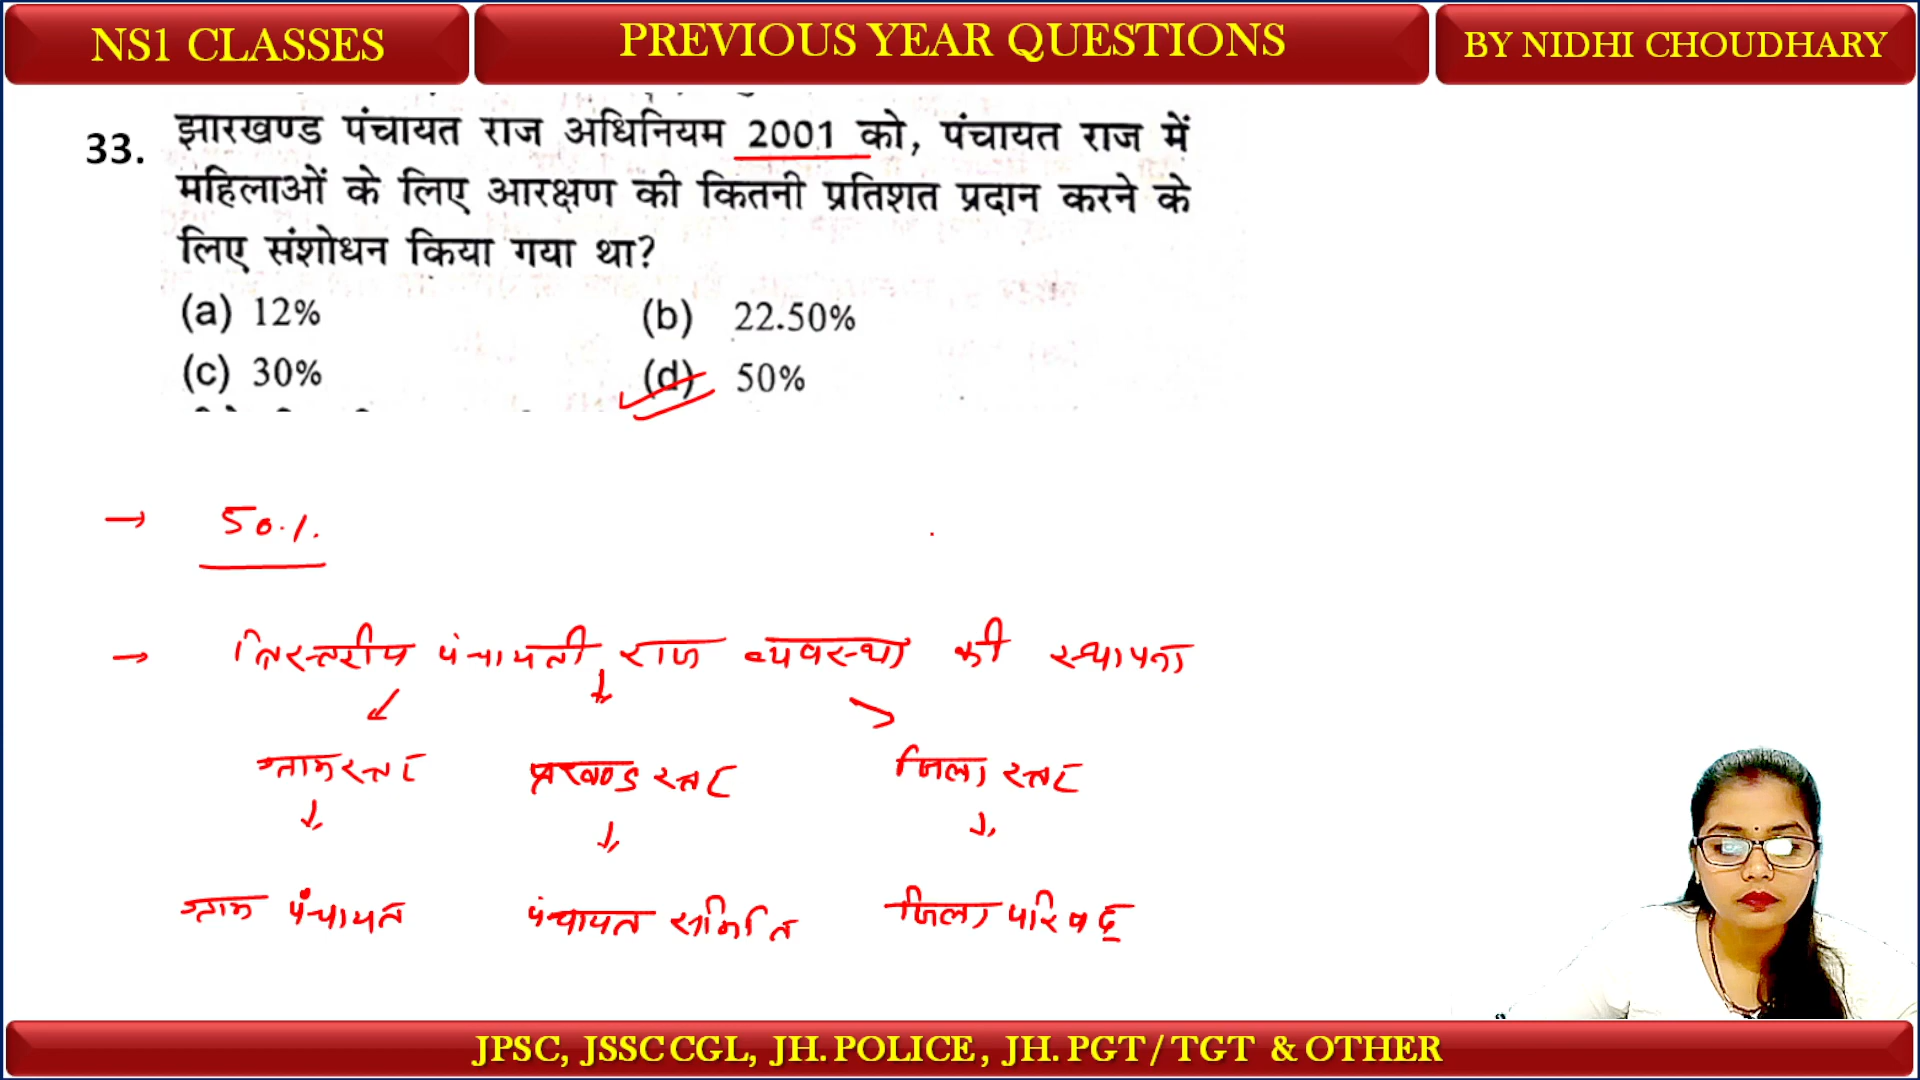 NS1 CLASSES
PREVIOUS YEAR QUESTIONS
BY NIDHI CHOUDHARY
33. झारखण्ड पंचायत राज अधिनियम 2001 को, पंचायत राज में
महिलाओं के लिए आरक्षण की कितनी प्रतिशत प्रदान करने के
लिए संशोधन किया गया था?
(a) 12% (b) 22.50%
(c) 30% (d) 50%
→ 50%
→ त्रिस्तरीय पंचायती राज व्यवस्था की स्थापना
ग्रामस्तर प्रखण्ड स्तर जिला स्तर
ग्राम पंचायत पंचायत समिति जिला परिषद्
JPSC, JSSC CGL, JH. POLICE, JH. PGT / TGT & OTHER